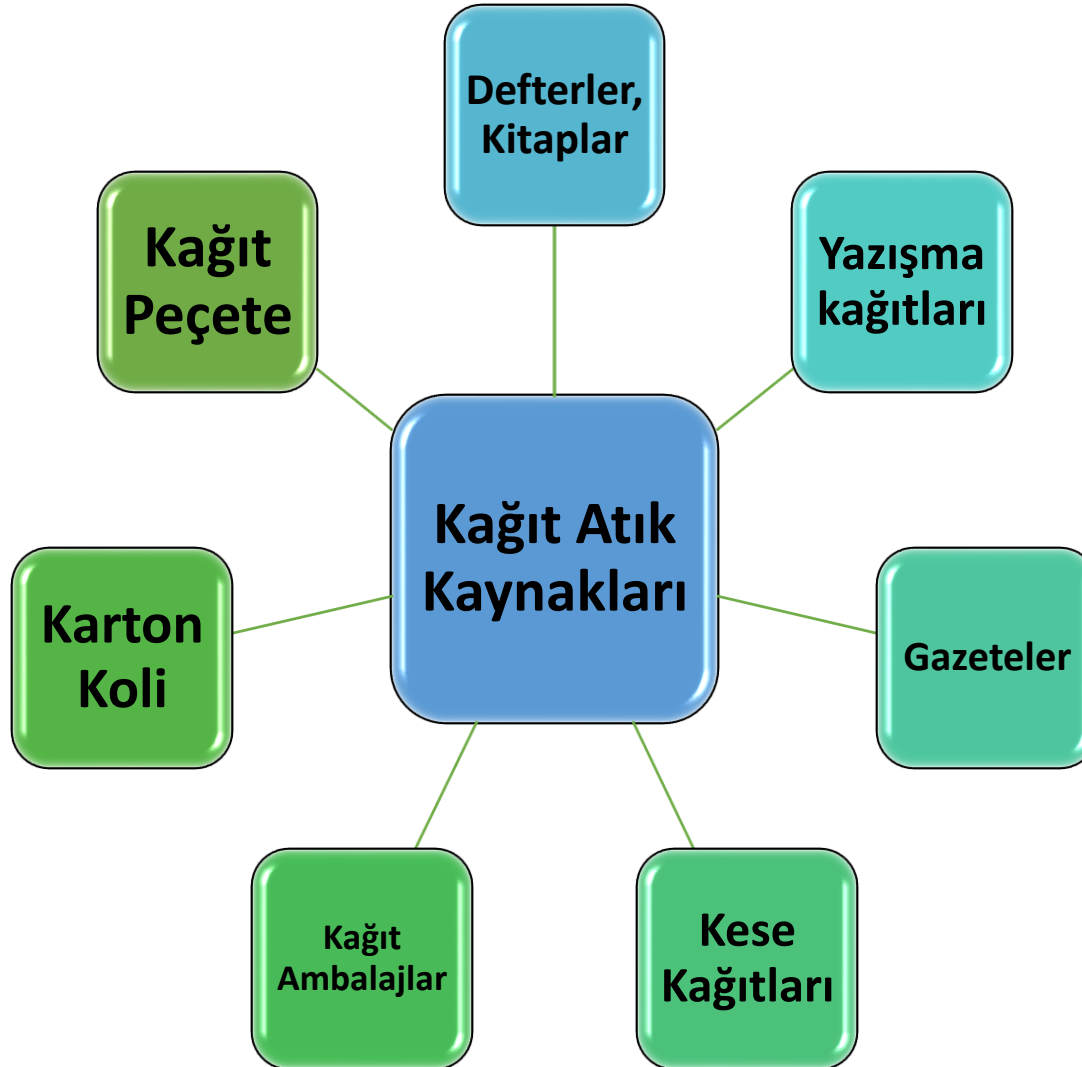 Defterler,
Kitaplar
Kağıt
Peçete
Yazışma
kağıtları
Kağıt Atık
Kaynakları
Karton
Koli
Gazeteler
Kağıt
Ambalajlar
Kese
Kağıtları